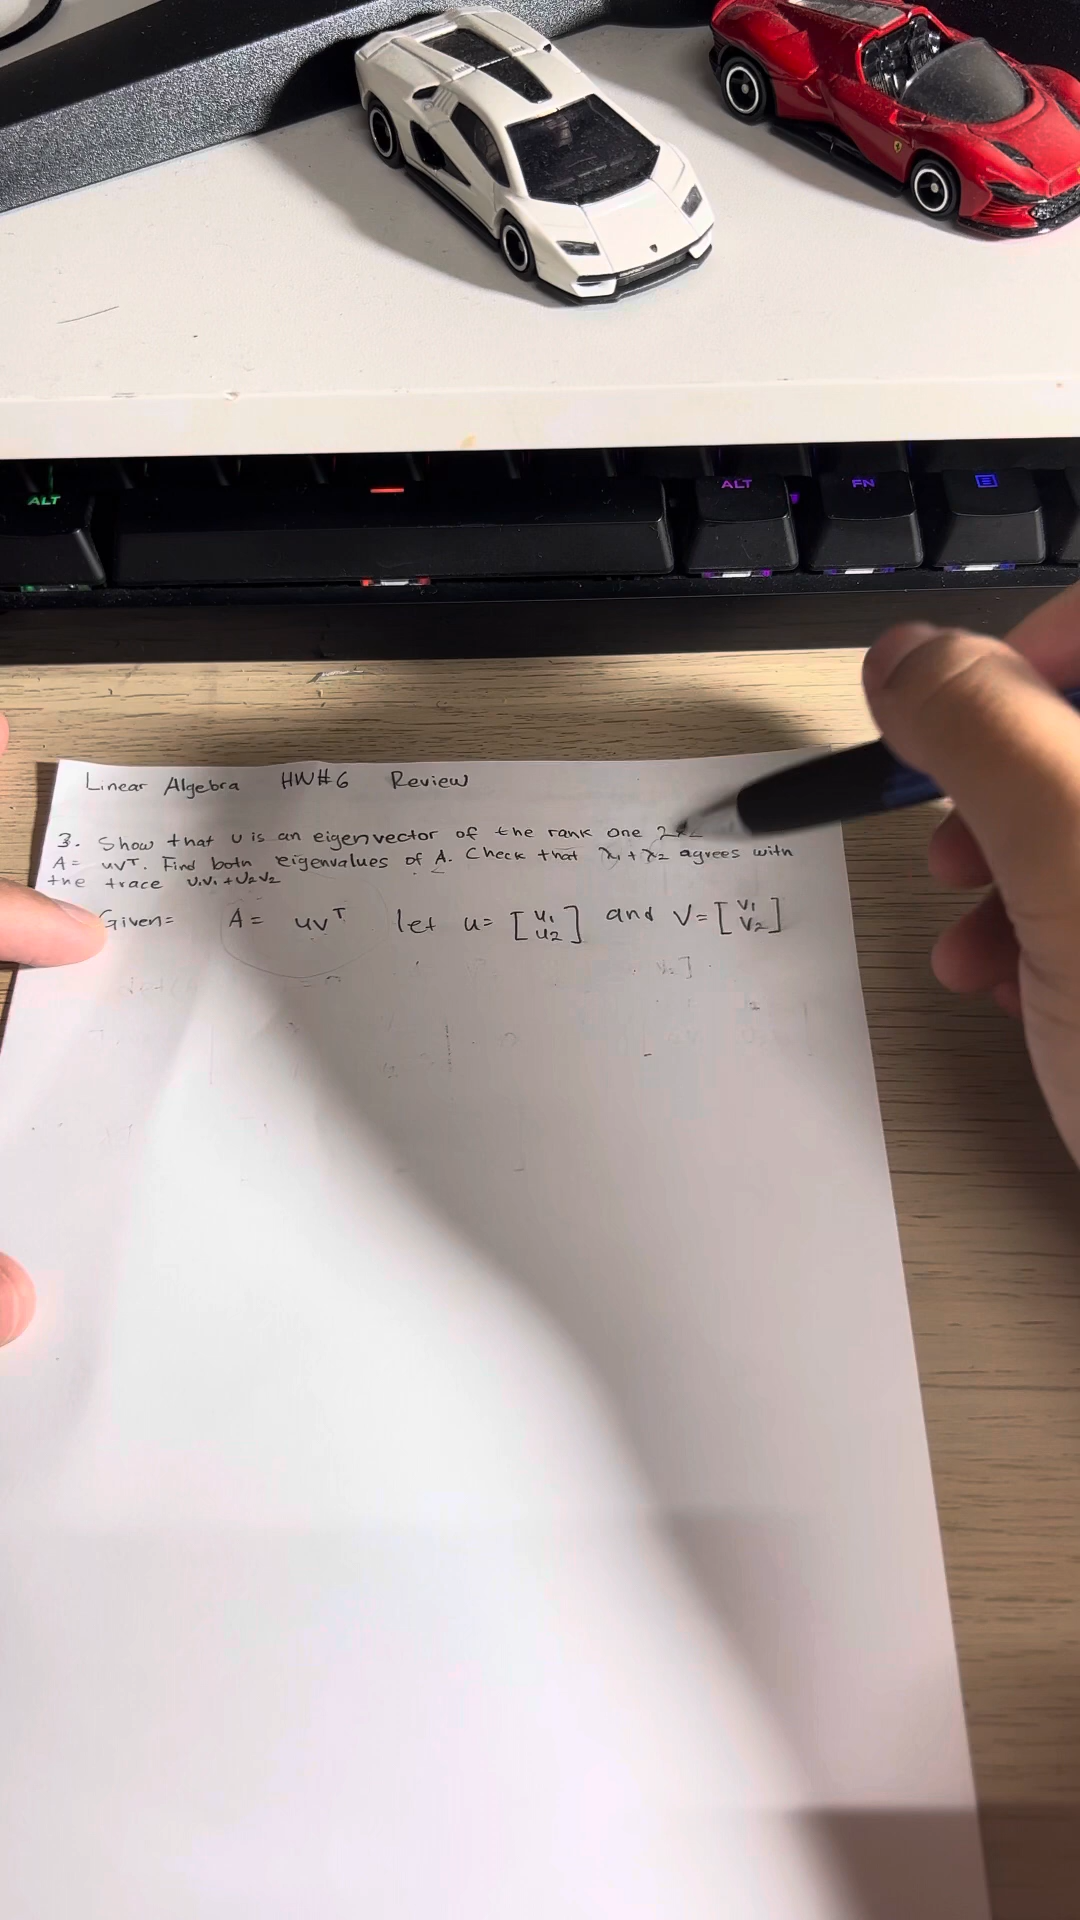 ALT
ALT
FN
Linear Algebra HW#6 Review
3. Show that u is an eigenvector of the rank one 2x2
A = uvᵀ. Find both eigenvalues of A. Check that λ₁ + λ₂ agrees with
the trace u₁v₁ + u₂v₂
Given= A = uvᵀ let u= [u₁ u₂] and v= [v₁ v₂]